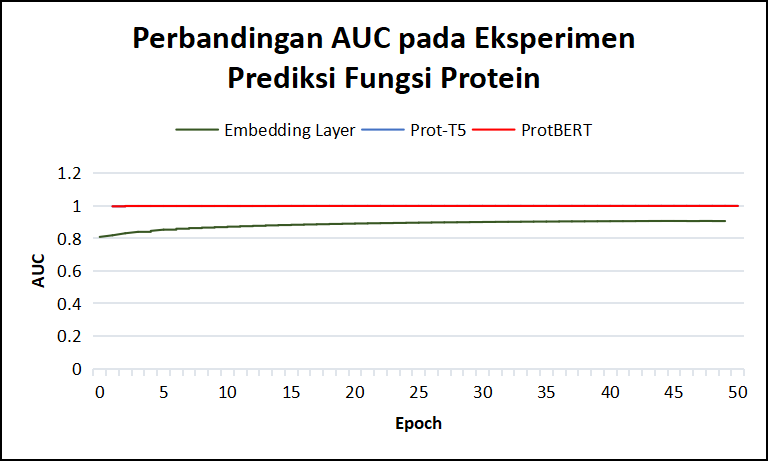 Perbandingan AUC pada Eksperimen
Prediksi Fungsi Protein
Embedding Layer Prot-T5 ProtBERT
1.2
1
0.8
0.6
0.4
0.2
0
AUC
0 5 10 15 20 25 30 35 40 45 50
Epoch